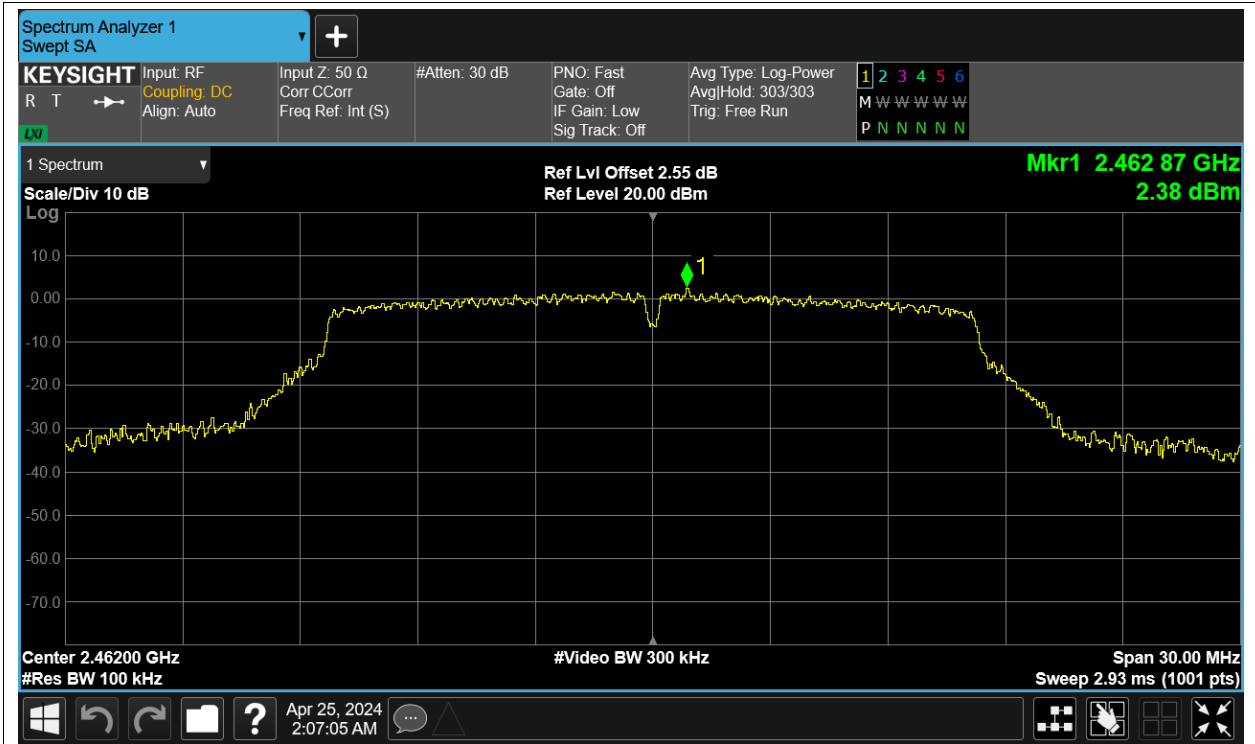 Spectrum Analyzer 1
Swept SA
KEYSIGHT
R T
LXI
Input: RF
Coupling: DC
Align: Auto
Input Z: 50 Ω
Corr CCorr
Freq Ref: Int (S)
#Atten: 30 dB
PNO: Fast
Gate: Off
IF Gain: Low
Sig Track: Off
Avg Type: Log-Power
Avg|Hold: 303/303
Trig: Free Run
1 2 3 4 5 6
M W W W W W
P N N N N N
1 Spectrum
Scale/Div 10 dB
Log
Ref Lvl Offset 2.55 dB
Ref Level 20.00 dBm
Mkr1 2.462 87 GHz
2.38 dBm
1
10.0
0.00
-10.0
-20.0
-30.0
-40.0
-50.0
-60.0
-70.0
Center 2.46200 GHz
#Res BW 100 kHz
#Video BW 300 kHz
Span 30.00 MHz
Sweep 2.93 ms (1001 pts)
?
Apr 25, 2024
2:07:05 AM